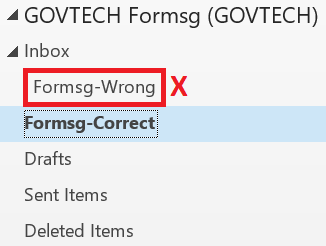 GOVTECH Formsg (GOVTECH)
Inbox
Formsg-Wrong X
Formsg-Correct
Drafts
Sent Items
Deleted Items